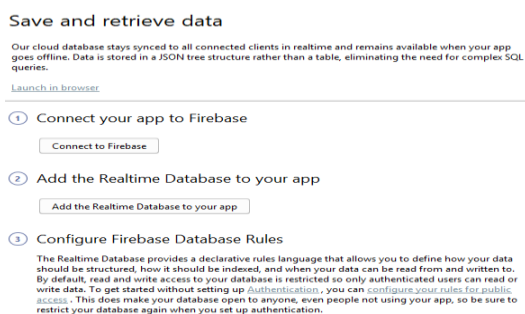 Save and retrieve data
Our cloud database stays synced to all connected clients in realtime and remains available when your app
goes offline. Data is stored in a JSON tree structure rather than a table, eliminating the need for complex SQL
queries.
Launch in browser
1 Connect your app to Firebase
Connect to Firebase
2 Add the Realtime Database to your app
Add the Realtime Database to your app
3 Configure Firebase Database Rules
The Realtime Database provides a declarative rules language that allows you to define how your data
should be structured, how it should be indexed, and when your data can be read from and written to.
By default, read and write access to your database is restricted so only authenticated users can read or
write data. To get started without setting up Authentication , you can configure your rules for public
access . This does make your database open to anyone, even people not using your app, so be sure to
restrict your database again when you set up authentication.